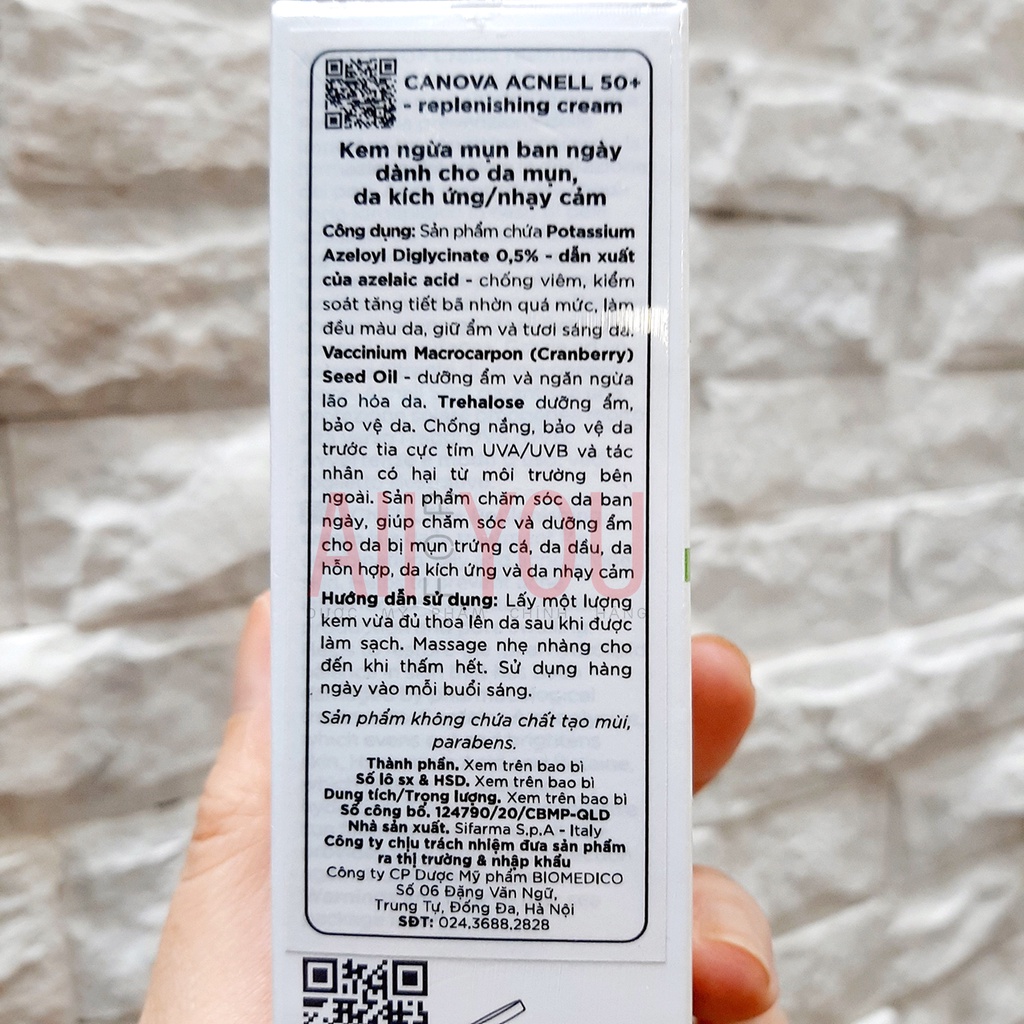 CANOVA ACNELL 50+
- replenishing cream
Kem ngừa mụn ban ngày
dành cho da mụn,
da kích ứng/nhạy cảm
Công dụng: Sản phẩm chứa Potassium
Azeloyl Diglycinate 0,5% - dẫn xuất
của azelaic acid - chống viêm, kiểm
soát tăng tiết bã nhờn quá mức, làm
đều màu da, giữ ẩm và tươi sáng da.
Vaccinium Macrocarpon (Cranberry)
Seed Oil - dưỡng ẩm và ngăn ngừa
lão hóa da. Trehalose dưỡng ẩm,
bảo vệ da. Chống nắng, bảo vệ da
trước tia cực tím UVA/UVB và tác
nhân có hại từ môi trường bên
ngoài. Sản phẩm chăm sóc da ban
ngày, giúp chăm sóc và dưỡng ẩm
cho da bị mụn trứng cá, da dầu, da
hỗn hợp, da kích ứng và da nhạy cảm
All FOR YOU
DƯỢC MỸ PHẨM CHÍNH HÃNG
Hướng dẫn sử dụng: Lấy một lượng
kem vừa đủ thoa lên da sau khi được
làm sạch. Massage nhẹ nhàng cho
đến khi thấm hết. Sử dụng hàng
ngày vào mỗi buổi sáng.
Sản phẩm không chứa chất tạo mùi,
parabens.
Thành phần. Xem trên bao bì
Số lô sx & HSD. Xem trên bao bì
Dung tích/Trọng lượng. Xem trên bao bì
Số công bố. 124790/20/CBMP-QLD
Nhà sản xuất. Sifarma S.p.A - Italy
Công ty chịu trách nhiệm đưa sản phẩm
ra thị trường & nhập khẩu
Công ty CP Dược Mỹ phẩm BIOMEDICO
Số 06 Đặng Văn Ngữ,
Trung Tự, Đống Đa, Hà Nội
SĐT: 024.3688.2828